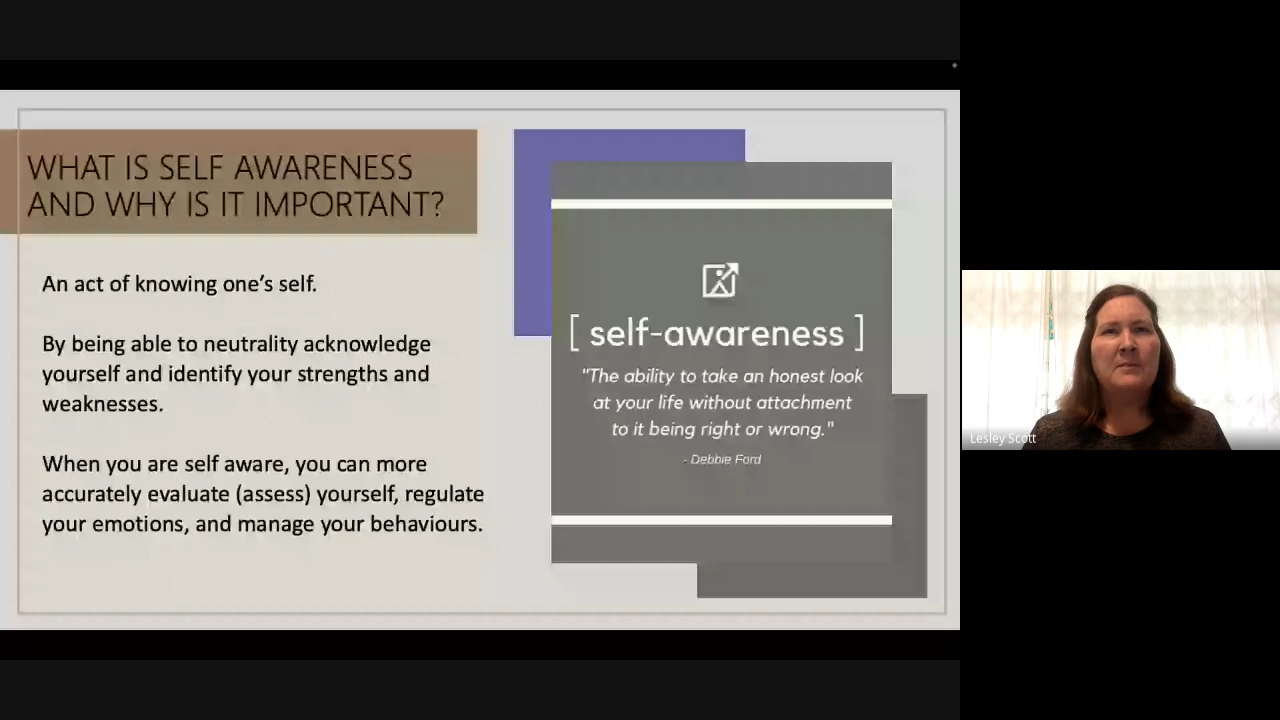 WHAT IS SELF AWARENESS
AND WHY IS IT IMPORTANT?
An act of knowing one’s self.
By being able to neutrality acknowledge
yourself and identify your strengths and
weaknesses.
When you are self aware, you can more
accurately evaluate (assess) yourself, regulate
your emotions, and manage your behaviours.
[ self-awareness ]
"The ability to take an honest look
at your life without attachment
to it being right or wrong."
- Debbie Ford
Lesley Scott